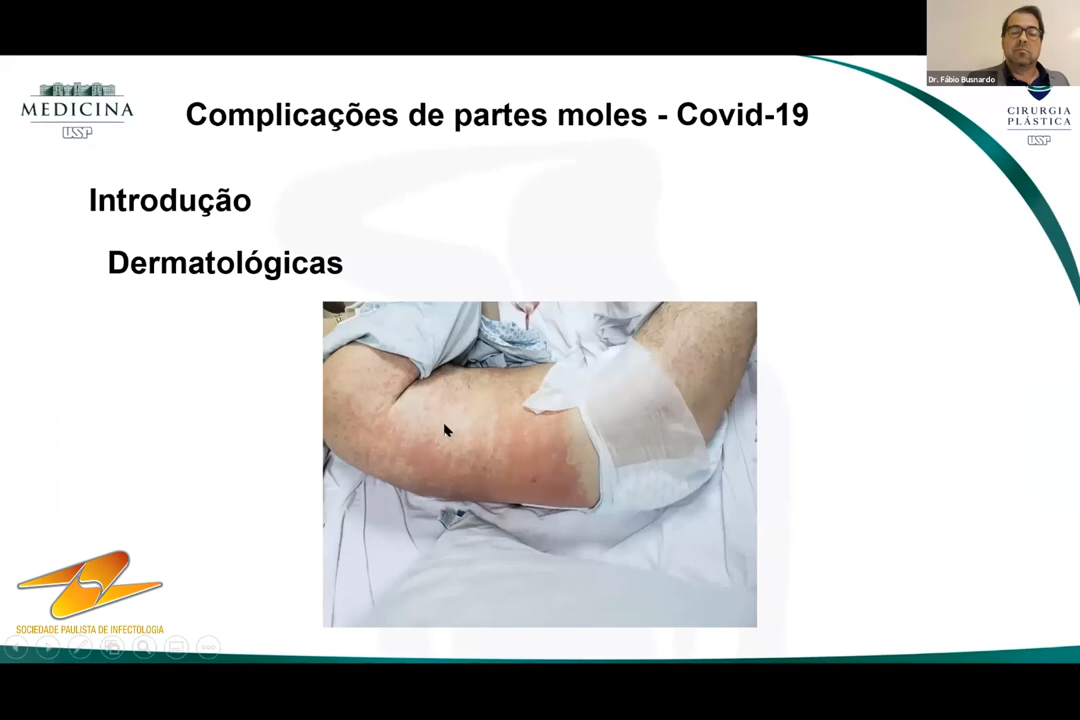 Dr. Fábio Busnardo
MEDICINA
USP
Complicações de partes moles - Covid-19
CIRURGIA
PLÁSTICA
USP
Introdução
Dermatológicas
SOCIEDADE PAULISTA DE INFECTOLOGIA